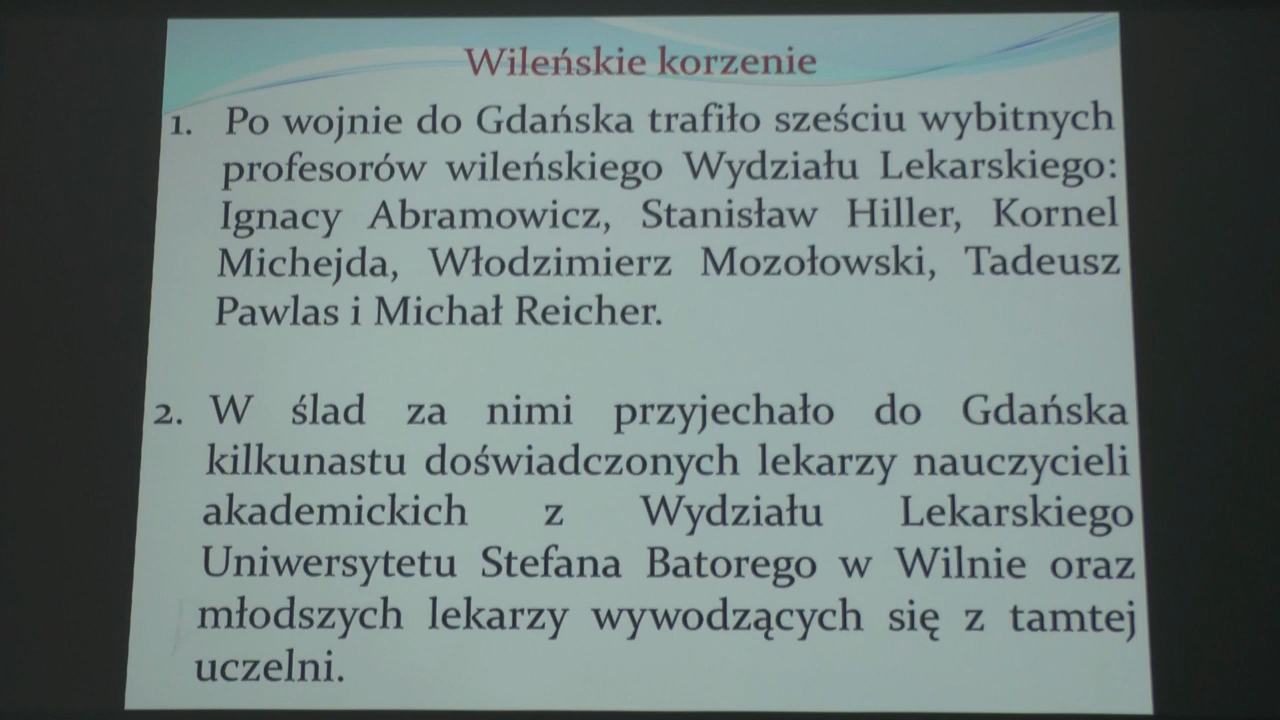 Wileńskie korzenie
1. Po wojnie do Gdańska trafiło sześciu wybitnych
profesorów wileńskiego Wydziału Lekarskiego:
Ignacy Abramowicz, Stanisław Hiller, Kornel
Michejda, Włodzimierz Mozołowski, Tadeusz
Pawlas i Michał Reicher.
2. W ślad za nimi przyjechało do Gdańska
kilkunastu doświadczonych lekarzy nauczycieli
akademickich z Wydziału Lekarskiego
Uniwersytetu Stefana Batorego w Wilnie oraz
młodszych lekarzy wywodzących się z tamtej
uczelni.